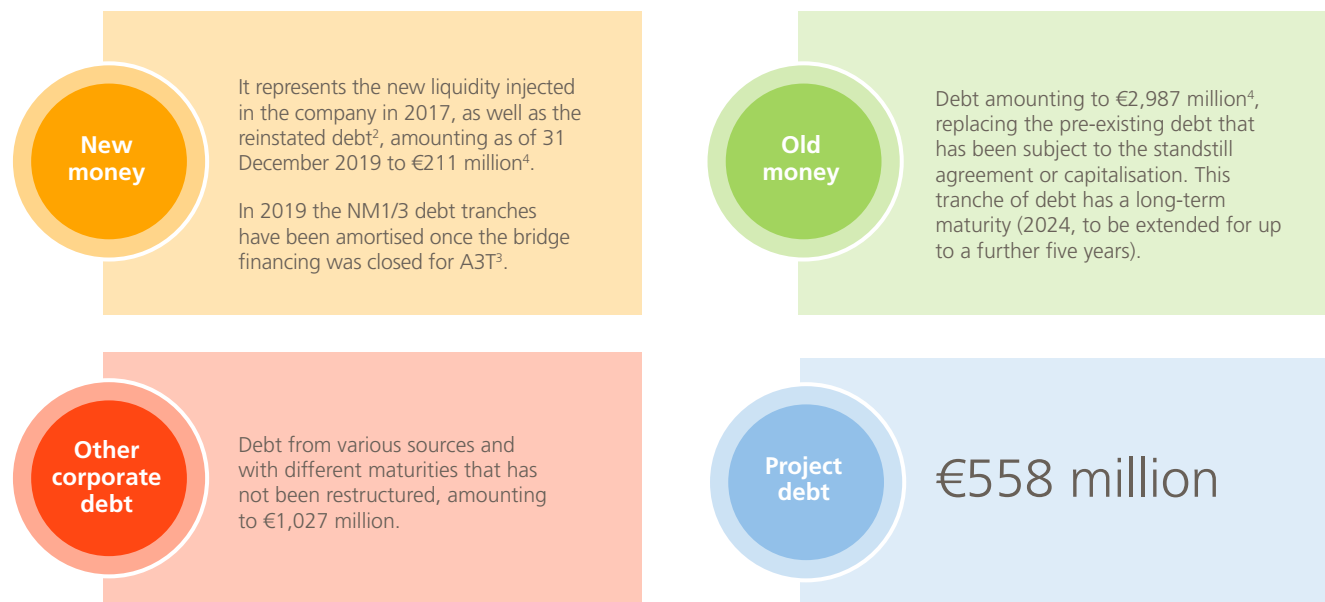 New
money
It represents the new liquidity injected
in the company in 2017, as well as the
reinstated debt², amounting as of 31
December 2019 to €211 million⁴.
In 2019 the NM1/3 debt tranches
have been amortised once the bridge
financing was closed for A3T³.
Old
money
Debt amounting to €2,987 million⁴,
replacing the pre-existing debt that
has been subject to the standstill
agreement or capitalisation. This
tranche of debt has a long-term
maturity (2024, to be extended for up
to a further five years).
Other
corporate
debt
Debt from various sources and
with different maturities that has
not been restructured, amounting
to €1,027 million.
Project
debt
€558 million